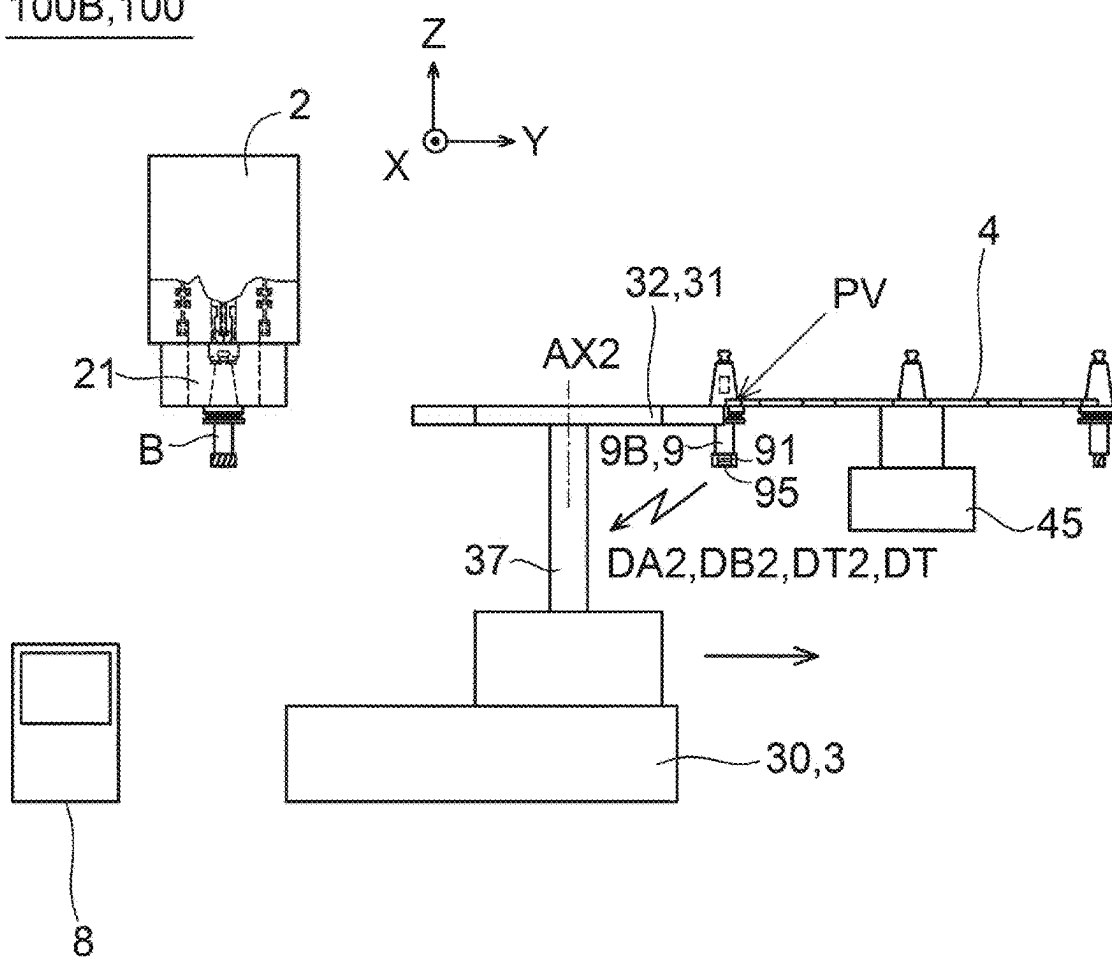 100B,100
Z
2
X
Y
4
32,31
PV
AX2
21
B
9B,9
91
95
45
37
DA2,DB2,DT2,DT
30,3
8